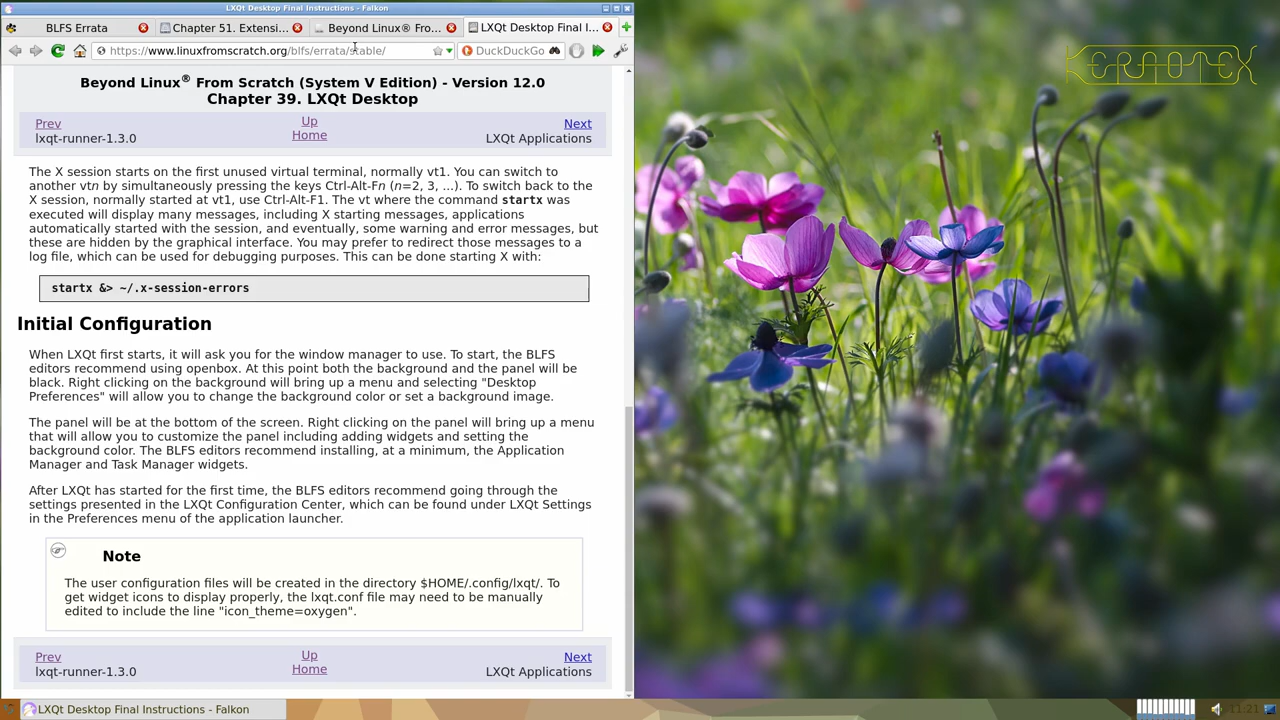 LXQt Desktop Final Instructions - Falkon
BLFS Errata
Chapter 51. Extensi...
Beyond Linux® Fro...
LXQt Desktop Final I...
https://www.linuxfromscratch.org/blfs/errata/stable/
DuckDuckGo
Beyond Linux® From Scratch (System V Edition) - Version 12.0
Chapter 39. LXQt Desktop
Prev Up Next
lxqt-runner-1.3.0 Home LXQt Applications
The X session starts on the first unused virtual terminal, normally vt1. You can switch to
another vtn by simultaneously pressing the keys Ctrl-Alt-Fn (n=2, 3, ...). To switch back to the
X session, normally started at vt1, use Ctrl-Alt-F1. The vt where the command startx was
executed will display many messages, including X starting messages, applications
automatically started with the session, and eventually, some warning and error messages, but
these are hidden by the graphical interface. You may prefer to redirect those messages to a
log file, which can be used for debugging purposes. This can be done starting X with:
startx &> ~/.x-session-errors
Initial Configuration
When LXQt first starts, it will ask you for the window manager to use. To start, the BLFS
editors recommend using openbox. At this point both the background and the panel will be
black. Right clicking on the background will bring up a menu and selecting "Desktop
Preferences" will allow you to change the background color or set a background image.
The panel will be at the bottom of the screen. Right clicking on the panel will bring up a menu
that will allow you to customize the panel including adding widgets and setting the
background color. The BLFS editors recommend installing, at a minimum, the Application
Manager and Task Manager widgets.
After LXQt has started for the first time, the BLFS editors recommend going through the
settings presented in the LXQt Configuration Center, which can be found under LXQt Settings
in the Preferences menu of the application launcher.
Note
The user configuration files will be created in the directory $HOME/.config/lxqt/. To
get widget icons to display properly, the lxqt.conf file may need to be manually
edited to include the line "icon_theme=oxygen".
Prev Up Next
lxqt-runner-1.3.0 Home LXQt Applications
LXQt Desktop Final Instructions - Falkon
11:21
KERAOTEX